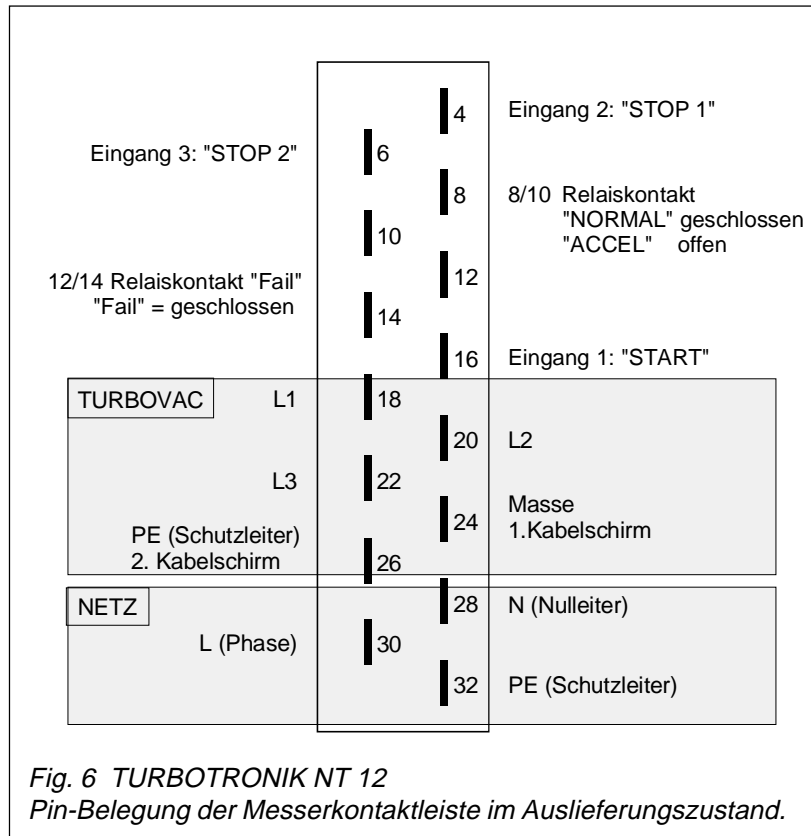 4 Eingang 2: "STOP 1"
Eingang 3: "STOP 2" 6
8 8/10 Relaiskontakt
"NORMAL" geschlossen
10
"ACCEL" offen
12/14 Relaiskontakt "Fail" 12
"Fail" = geschlossen 14
16 Eingang 1: "START"
TURBOVAC L1 18
20 L2
L3 22
24 Masse
1.Kabelschirm
PE (Schutzleiter)
2. Kabelschirm 26
NETZ 28 N (Nulleiter)
L (Phase) 30
32 PE (Schutzleiter)
Fig. 6 TURBOTRONIK NT 12
Pin-Belegung der Messerkontaktleiste im Auslieferungszustand.